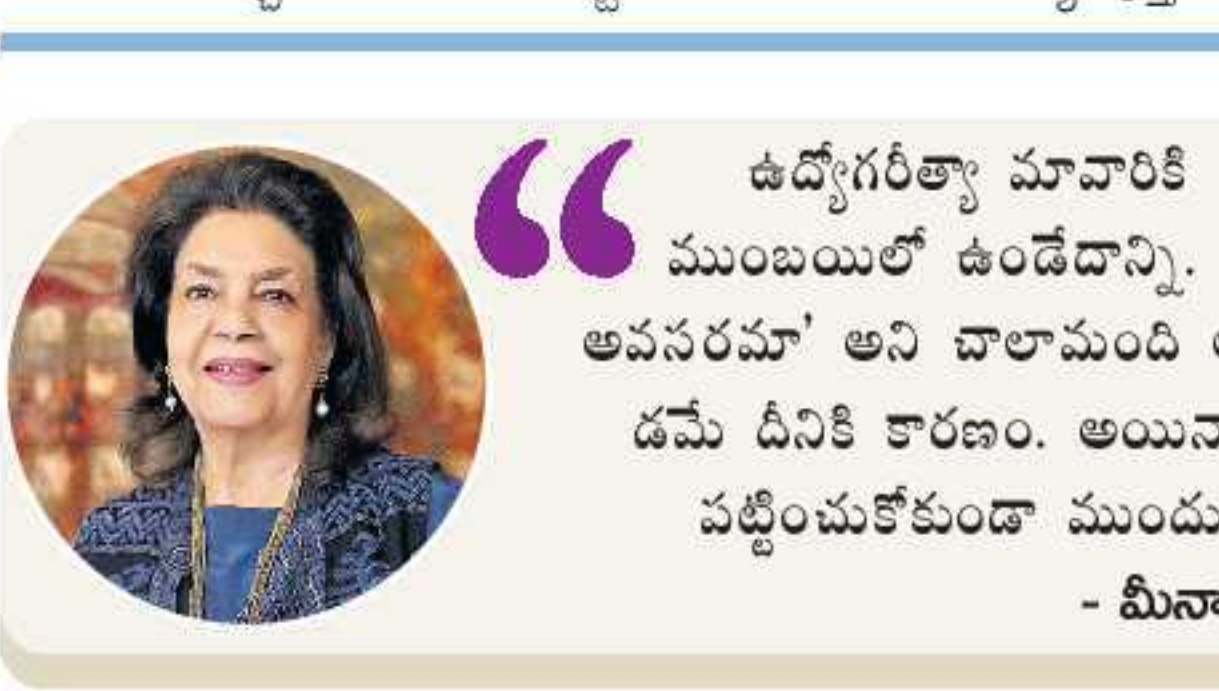 ఉద్యోగరీత్యా మావారికి
ముంబయిలో ఉండేదాన్ని.
అవసరమా' అని చాలామంది
డమే దీనికి కారణం. అయినా
పట్టించుకోకుండా ముందు
- మీనా